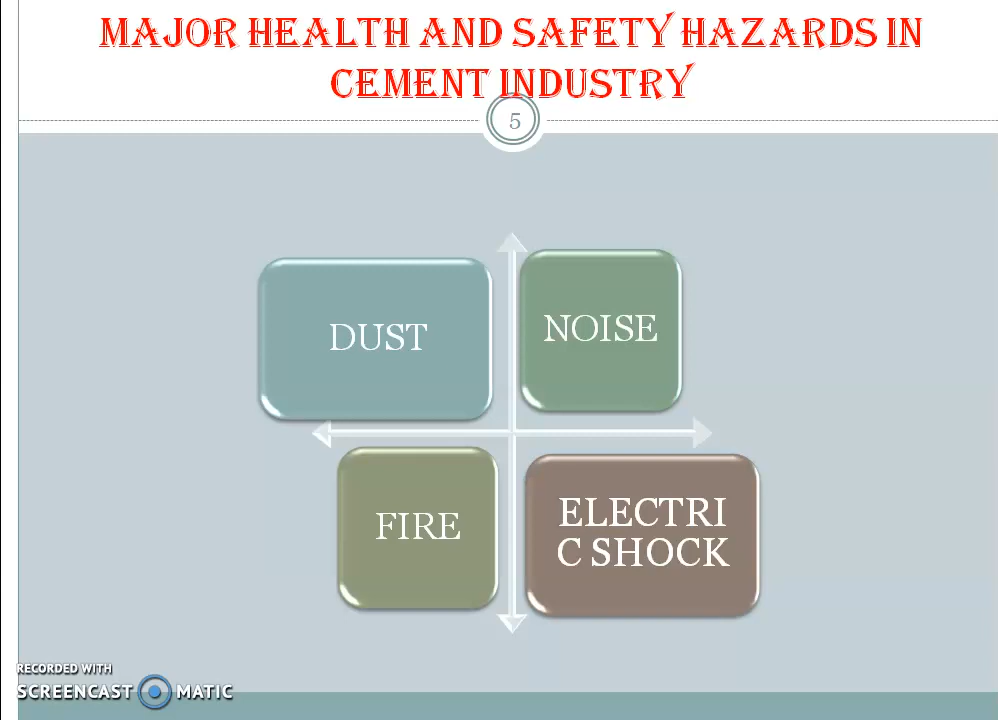 MAJOR HEALTH AND SAFETY HAZARDS IN
CEMENT INDUSTRY
5
DUST
NOISE
FIRE
ELECTRI
C SHOCK
RECORDED WITH
SCREENCAST MATIC